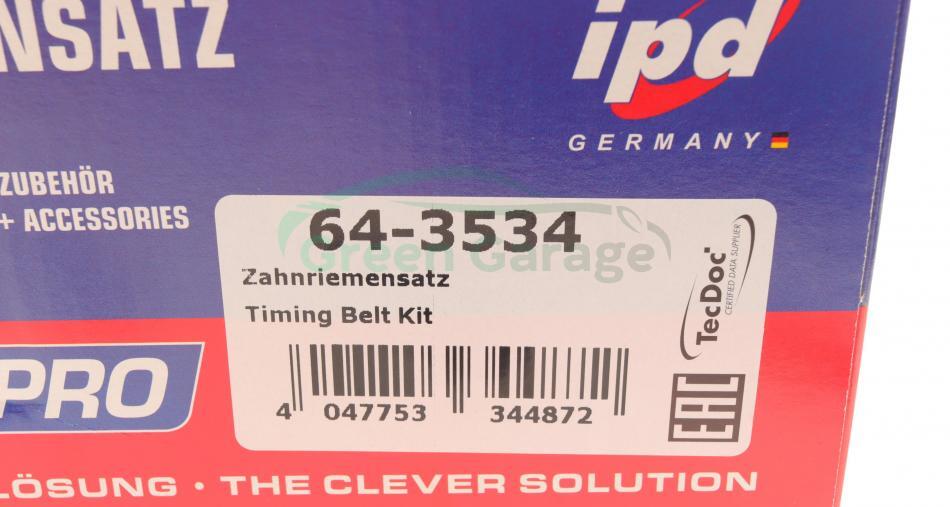 NSATZ
ipd
GERMANY
ZUBEHÖR
+ ACCESSORIES
64-3534
Green Garage
Zahnriemensatz
Timing Belt Kit
4 047753 344872
TecDoc
CERTIFIED DATA SUPPLIER
EAC
PRO
LÖSUNG · THE CLEVER SOLUTION